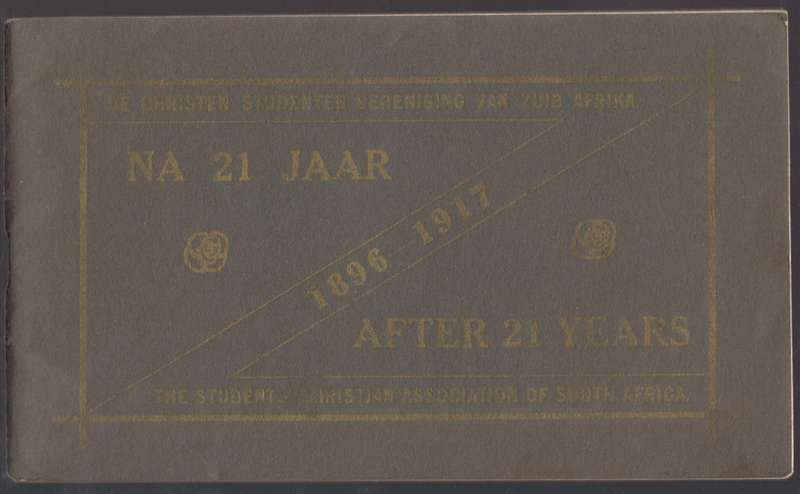 DE CHRISTEN STUDENTEN VERENIGING VAN ZUID AFRIKA.
NA 21 JAAR
1896 1917
AFTER 21 YEARS
THE STUDENTS CHRISTIAN ASSOCIATION OF SOUTH AFRICA.